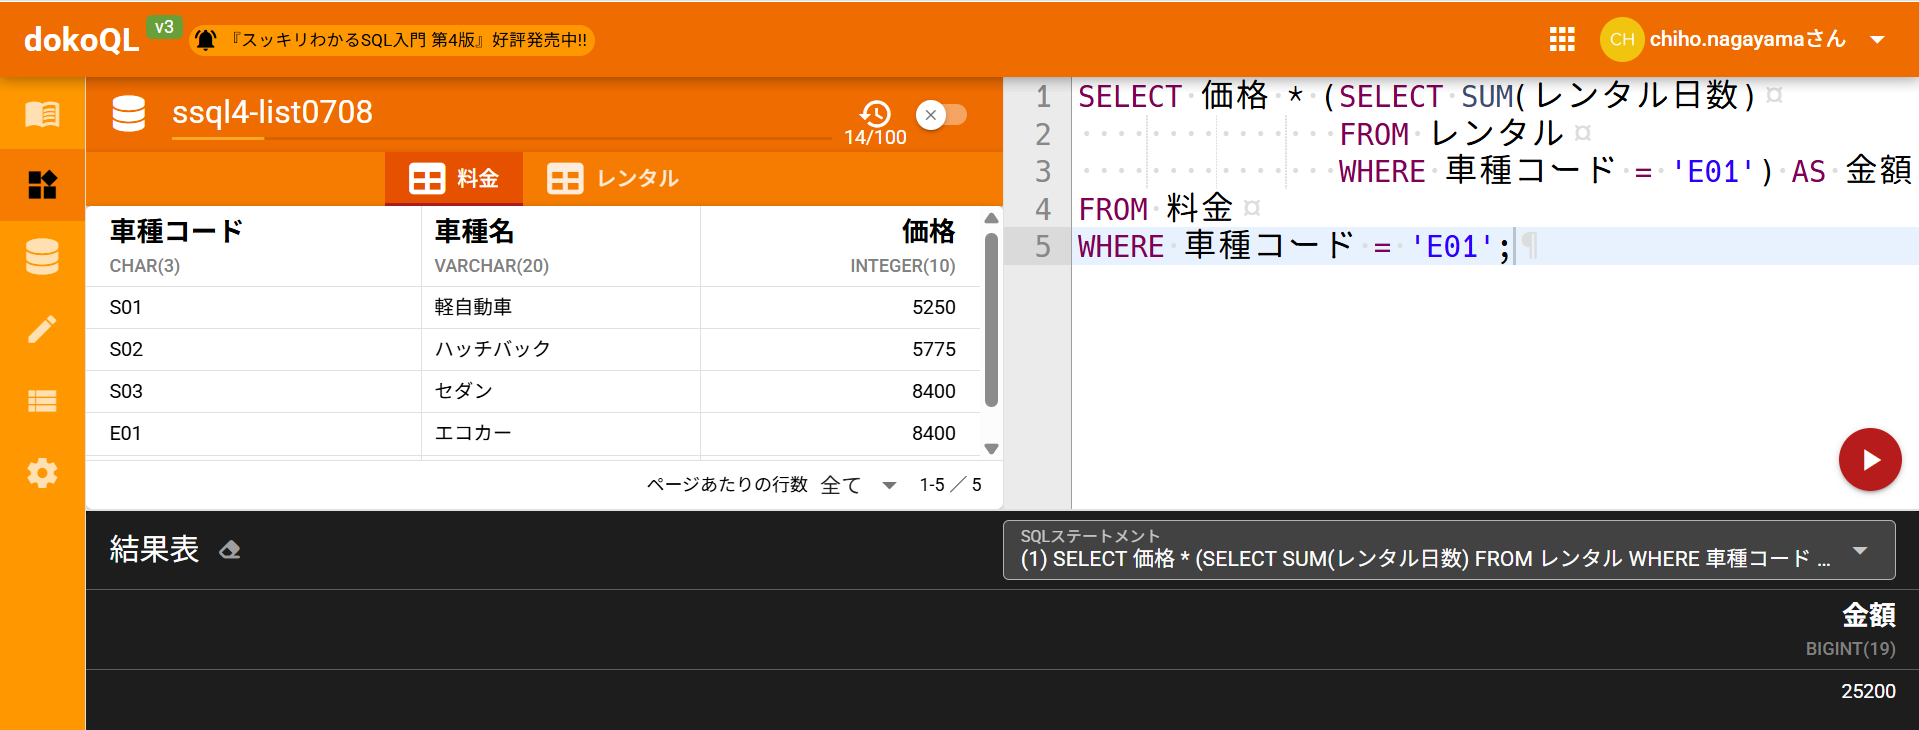 dokoQL v3
『スッキリわかるSQL入門 第4版』好評発売中!!
CH chiho.nagayamaさん
ssql4-list0708
14/100
料金 レンタル
車種コード 車種名 価格
CHAR(3) VARCHAR(20) INTEGER(10)
S01 軽自動車 5250
S02 ハッチバック 5775
S03 セダン 8400
E01 エコカー 8400
ページあたりの行数 全て 1-5 ／ 5
1 SELECT 価格 * (SELECT SUM(レンタル日数)
2 FROM レンタル
3 WHERE 車種コード = 'E01') AS 金額
4 FROM 料金
5 WHERE 車種コード = 'E01';
結果表
SQLステートメント
(1) SELECT 価格 * (SELECT SUM(レンタル日数) FROM レンタル WHERE 車種コード ...
金額
BIGINT(19)
25200